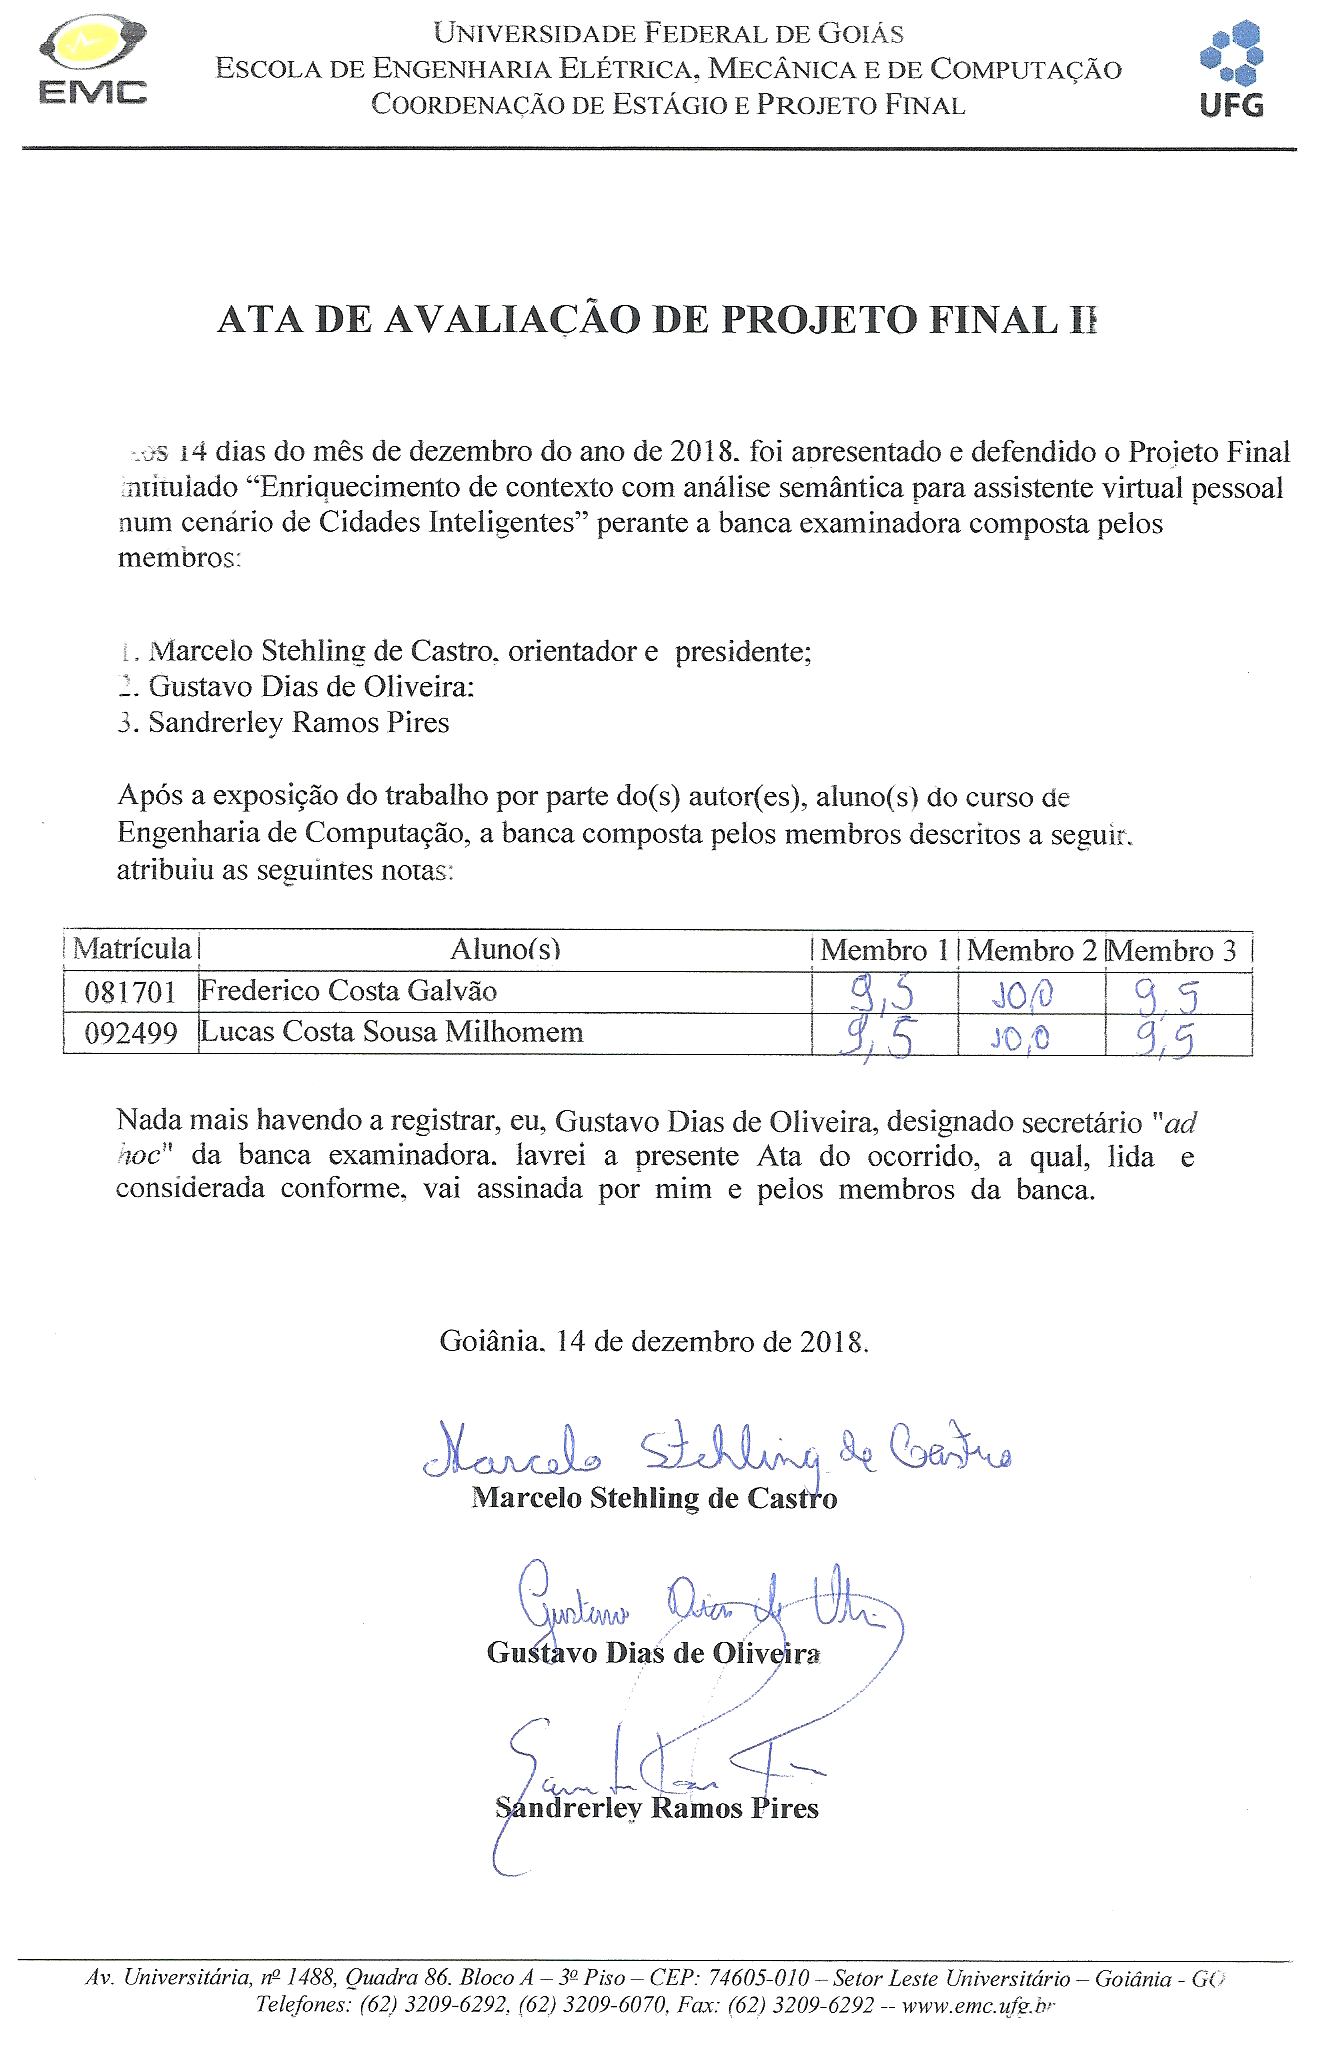 EMC
UNIVERSIDADE FEDERAL DE GOIÁS
ESCOLA DE ENGENHARIA ELÉTRICA, MECÂNICA E DE COMPUTAÇÃO
COORDENAÇÃO DE ESTÁGIO E PROJETO FINAL
UFG
ATA DE AVALIAÇÃO DE PROJETO FINAL II
os 14 dias do mês de dezembro do ano de 2018. foi apresentado e defendido o Projeto Final
intitulado “Enriquecimento de contexto com análise semântica para assistente virtual pessoal
num cenário de Cidades Inteligentes” perante a banca examinadora composta pelos
membros:
1. Marcelo Stehling de Castro, orientador e presidente;
2. Gustavo Dias de Oliveira;
3. Sandrerley Ramos Pires
Após a exposição do trabalho por parte do(s) autor(es), aluno(s) do curso de
Engenharia de Computação, a banca composta pelos membros descritos a seguir,
atribuiu as seguintes notas:
Matrícula Aluno(s) Membro 1 Membro 2 Membro 3
081701 Frederico Costa Galvão 9,5 10,0 9,5
092499 Lucas Costa Sousa Milhomem 9,5 10,0 9,5
Nada mais havendo a registrar, eu, Gustavo Dias de Oliveira, designado secretário "ad
hoc" da banca examinadora. lavrei a presente Ata do ocorrido, a qual, lida e
considerada conforme, vai assinada por mim e pelos membros da banca.
Goiânia. 14 de dezembro de 2018.
Marcelo Stehling de Castro
Marcelo Stehling de Castro
Gustavo Dias de
Gustavo Dias de Oliveira
Sandrerley Ramos Pires
Av. Universitária, nº 1488, Quadra 86. Bloco A – 3º Piso – CEP: 74605-010 – Setor Leste Universitário – Goiânia - GO
Telefones: (62) 3209-6292, (62) 3209-6070, Fax: (62) 3209-6292 -- www.emc.ufg.br